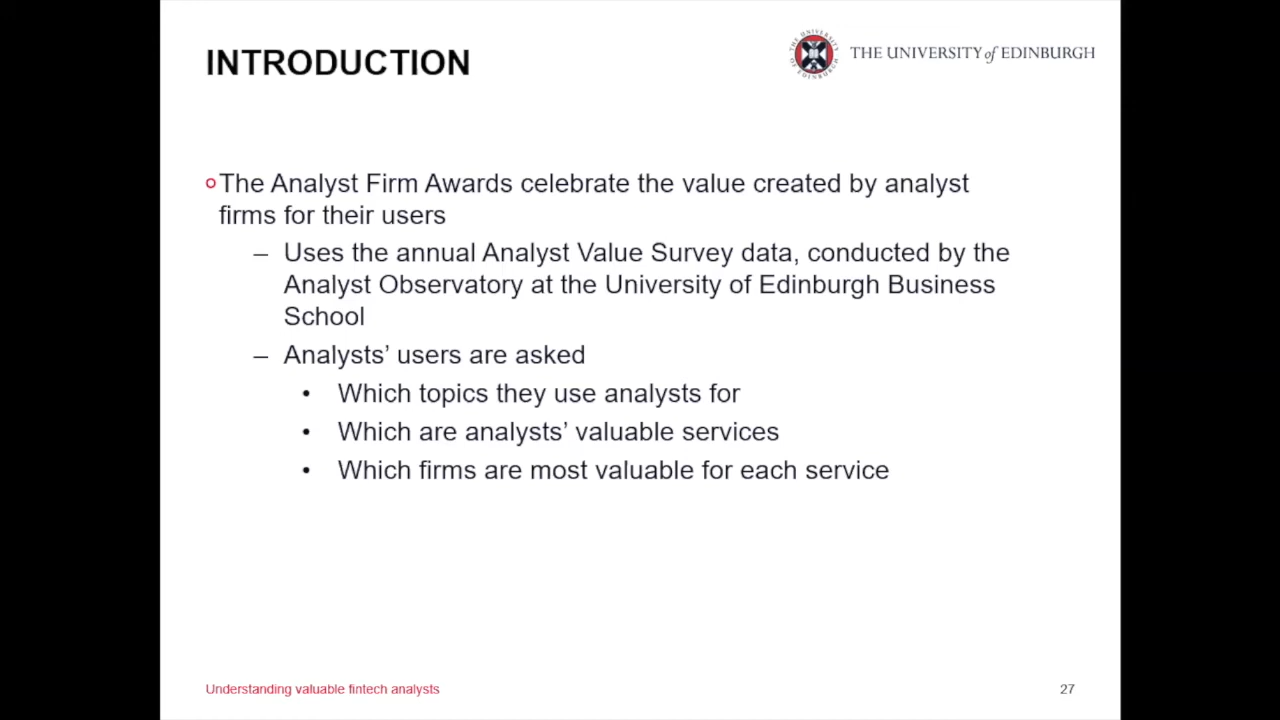 INTRODUCTION
THE UNIVERSITY of EDINBURGH
The Analyst Firm Awards celebrate the value created by analyst
firms for their users
– Uses the annual Analyst Value Survey data, conducted by the
Analyst Observatory at the University of Edinburgh Business
School
– Analysts’ users are asked
• Which topics they use analysts for
• Which are analysts’ valuable services
• Which firms are most valuable for each service
Understanding valuable fintech analysts
27